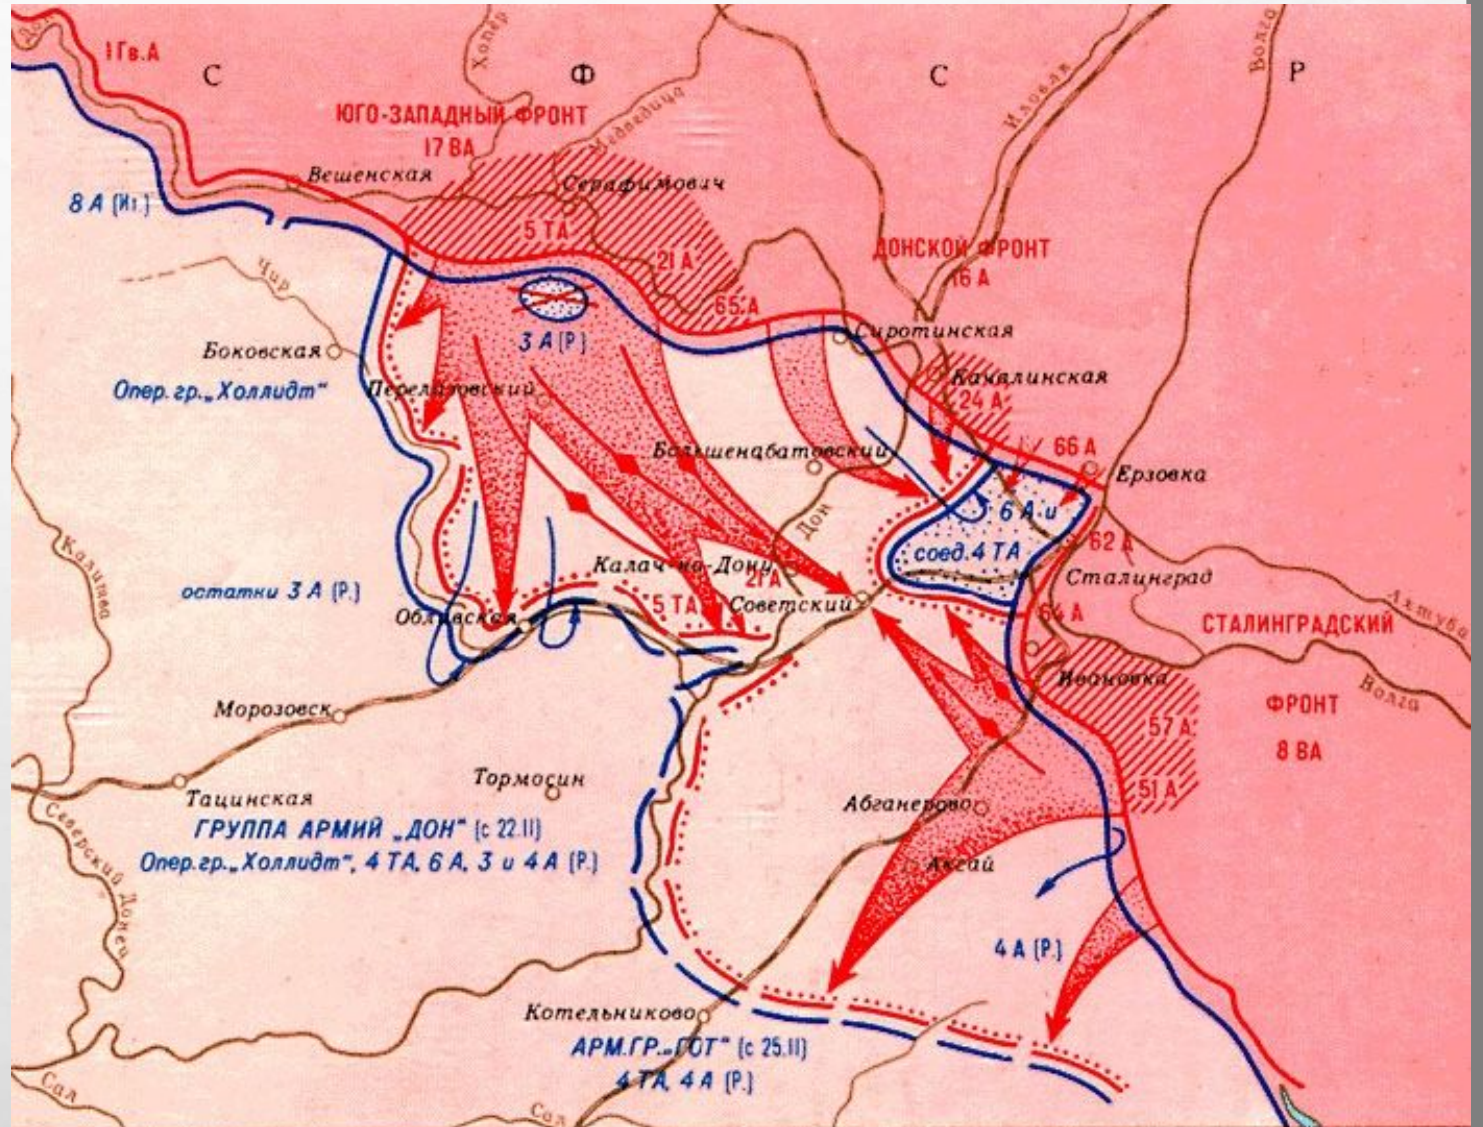 Дон
1 Гв.А
Хопёр
Волга
С
Ф
С
Р
ЮГО-ЗАПАДНЫЙ ФРОНТ
17 ВА
Медведица
Иловля
Вешенская
Серафимович
8 А (Ит.)
5 ТА
21 А
ДОНСКОЙ ФРОНТ
16 А
Чир
65 А
Сиротинская
3 А (Р)
Боковская
Опер.гр. „Холлидт"
Перелазовский
Качалинская
24 А
Большенабатовский
66 А
Ерзовка
Дон
6 А и
соед. 4 ТА
62 А
Сталинград
Калитва
остатки 3 А (Р.)
Калач-на-Дону
21 А
Советский
5 ТА
Обливская
64 А
СТАЛИНГРАДСКИЙ
ФРОНТ
8 ВА
Ахтуба
Волга
Ивановка
57 А
51 А
Морозовск
Тацинская
Тормосин
Абганерово
ГРУППА АРМИЙ „ДОН" (с 22.11)
Опер.гр. „Холлидт", 4 ТА, 6 А, 3 и 4 А (Р.)
Аксай
Северский Донец
4 А (Р.)
Котельниково
АРМ.ГР. „ГОТ" (с 25.11)
4 ТА, 4 А (Р.)
Сал
Сал